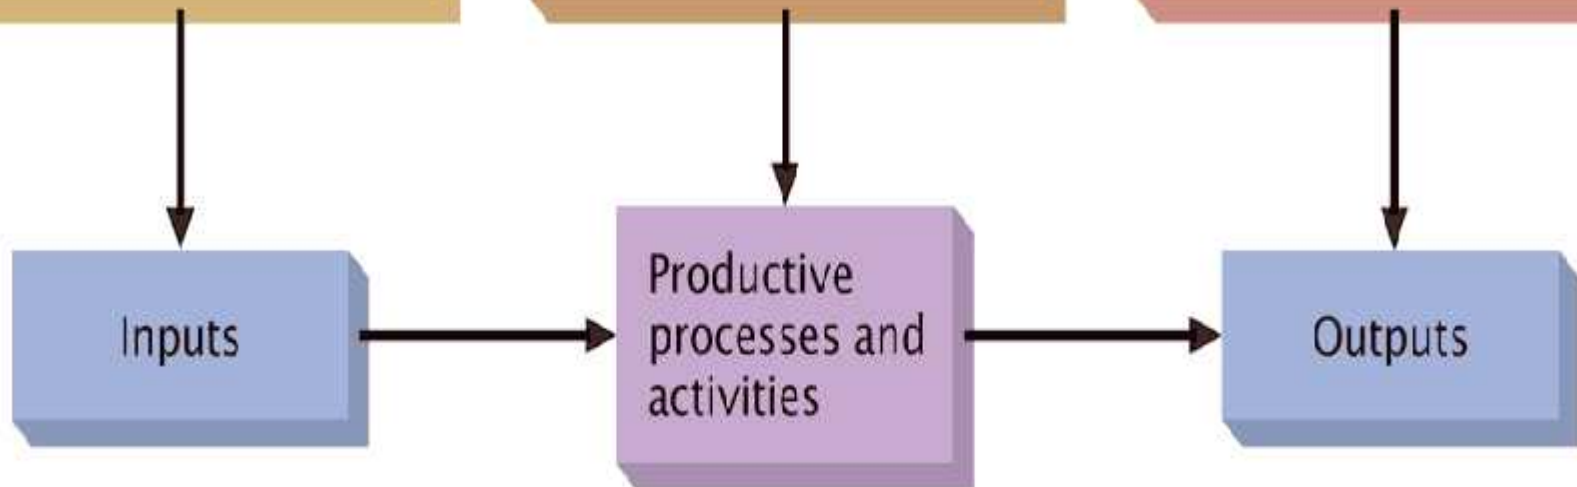 Inputs
Productive
processes and
activities
Outputs